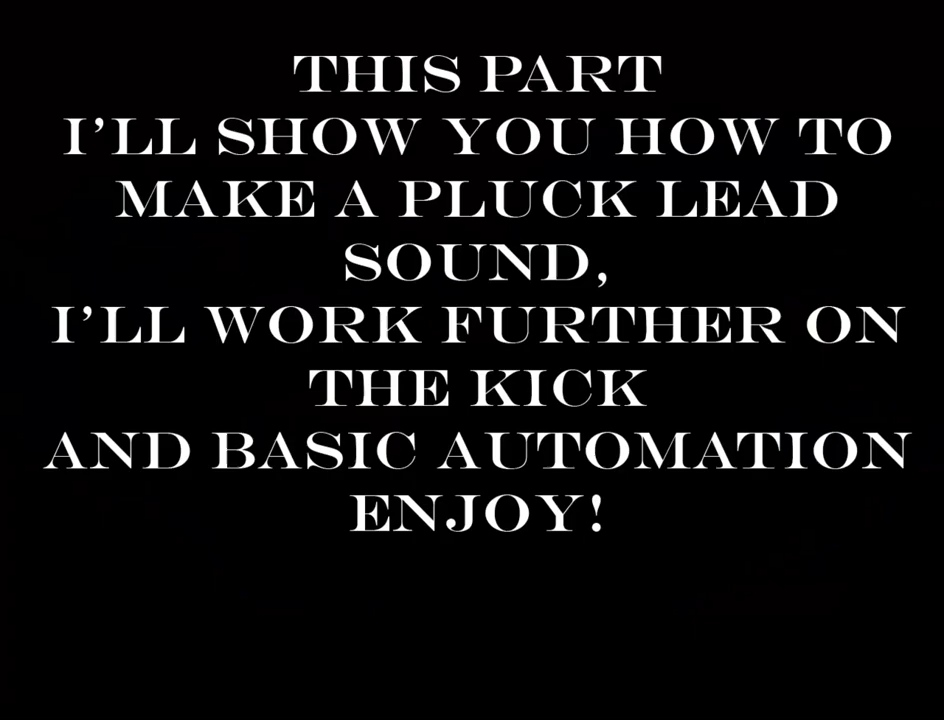 THIS PART
I'LL SHOW YOU HOW TO
MAKE A PLUCK LEAD
SOUND,
I'LL WORK FURTHER ON
THE KICK
AND BASIC AUTOMATION
ENJOY!